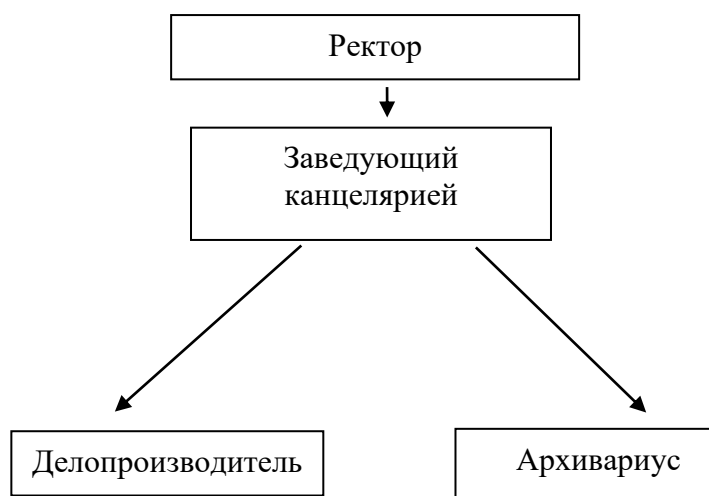 Ректор
Заведующий
канцелярией
Делопроизводитель
Архивариус